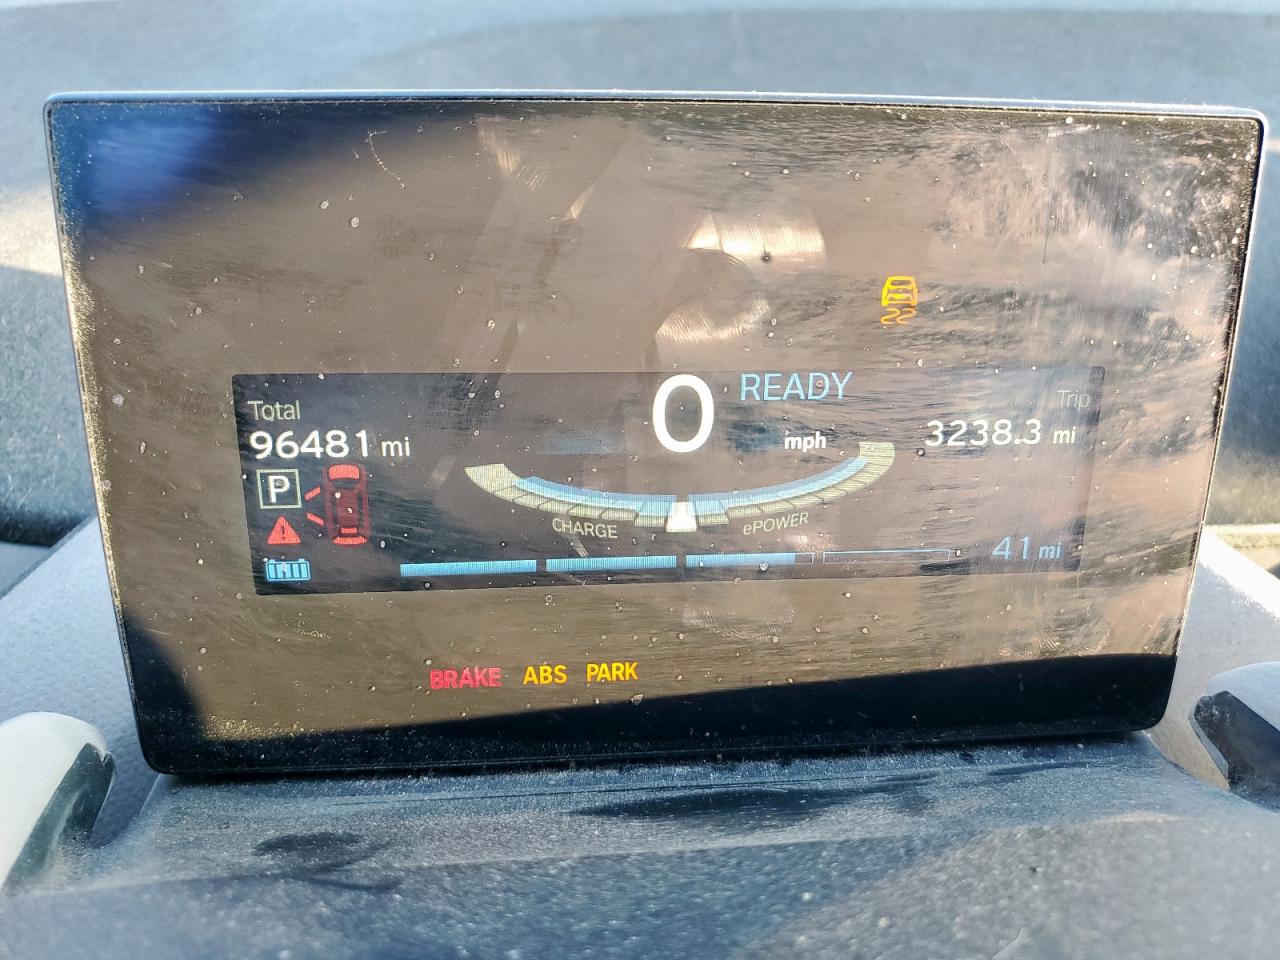 Total
96481 mi
P
0 READY
mph
Trip
3238.3 mi
CHARGE
ePOWER
41 mi
BRAKE ABS PARK